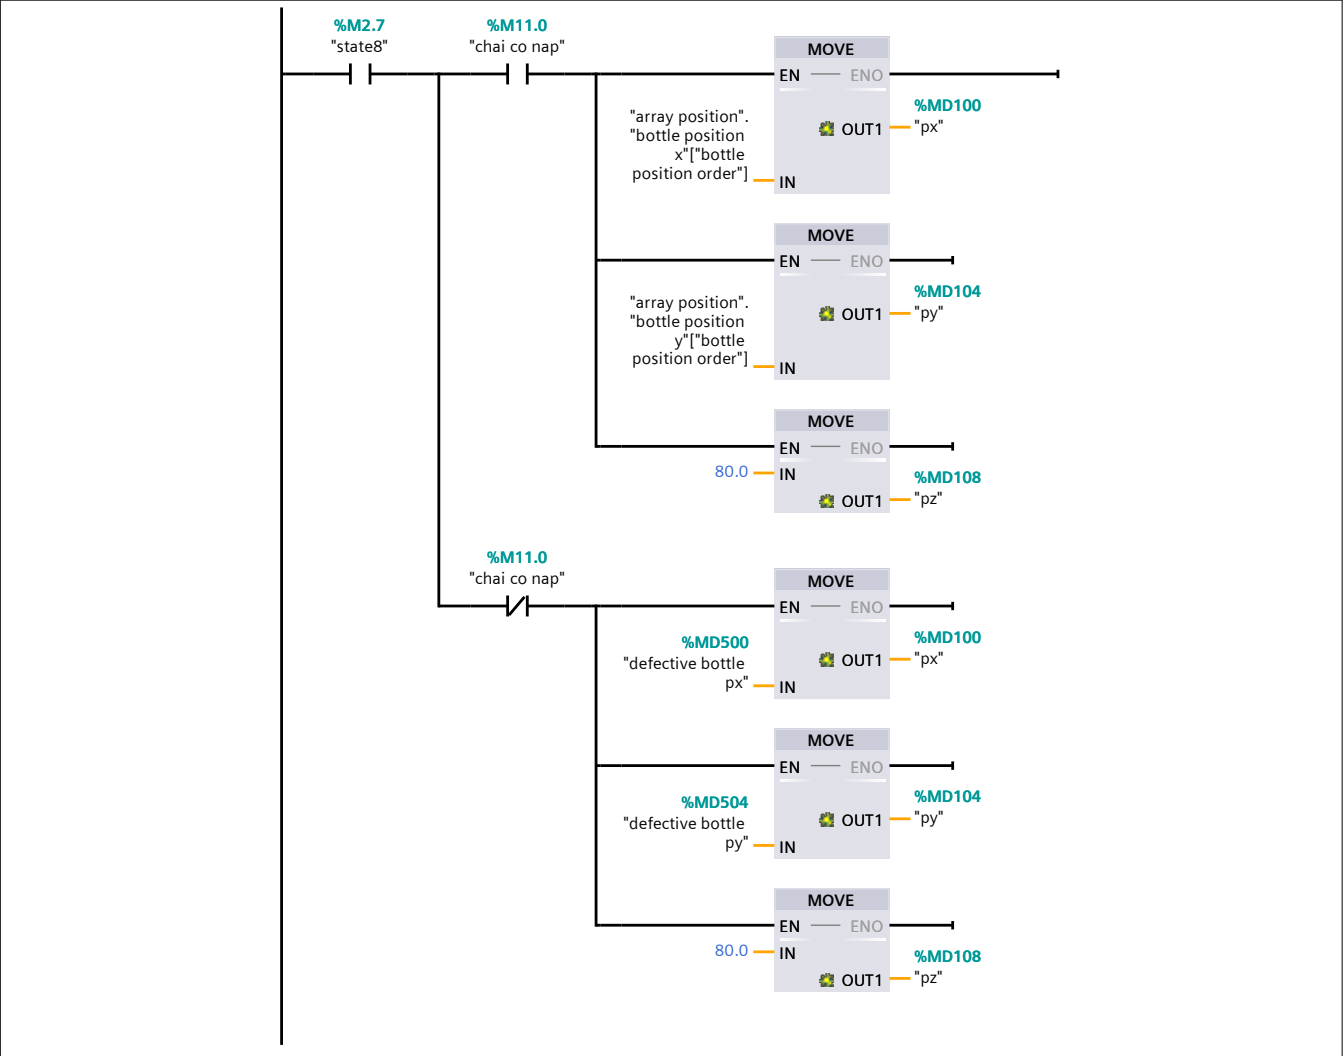 %M2.7
"state8"
%M11.0
"chai co nap"
MOVE
EN
ENO
"array position".
"bottle position
x"["bottle
position order"]
IN
OUT1
%MD100
"px"
MOVE
EN
ENO
"array position".
"bottle position
y"["bottle
position order"]
IN
OUT1
%MD104
"py"
MOVE
EN
ENO
80.0
IN
OUT1
%MD108
"pz"
%M11.0
"chai co nap"
MOVE
EN
ENO
%MD500
"defective bottle
px"
IN
OUT1
%MD100
"px"
MOVE
EN
ENO
%MD504
"defective bottle
py"
IN
OUT1
%MD104
"py"
MOVE
EN
ENO
80.0
IN
OUT1
%MD108
"pz"